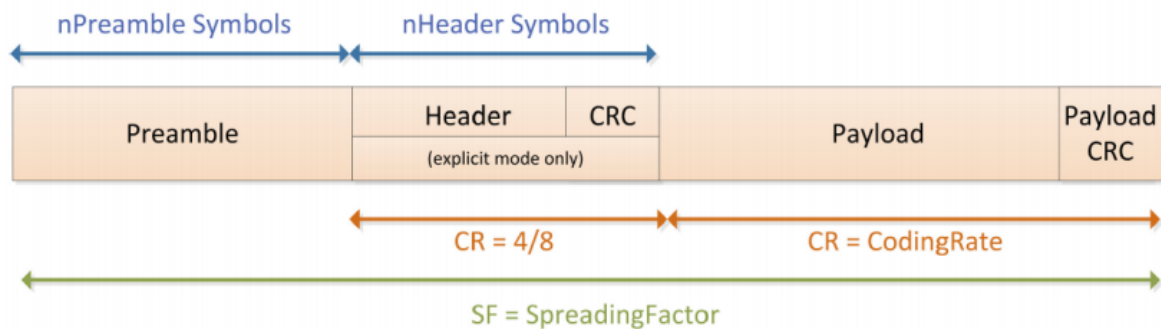 nPreamble Symbols
nHeader Symbols
Preamble
Header
CRC
(explicit mode only)
Payload
Payload
CRC
CR = 4/8
CR = CodingRate
SF = SpreadingFactor